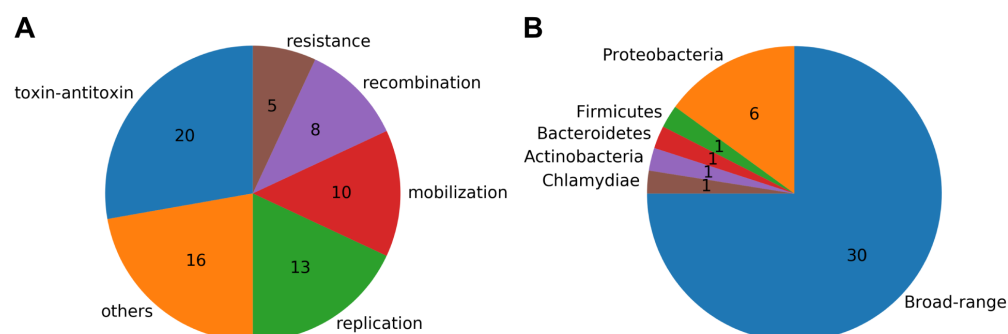 A
resistance
recombination
toxin-antitoxin
5
8
20
10
mobilization
16
13
others
replication
B
Proteobacteria
6
Firmicutes
1
Bacteroidetes
1
Actinobacteria
1
Chlamydiae
1
30
Broad-range